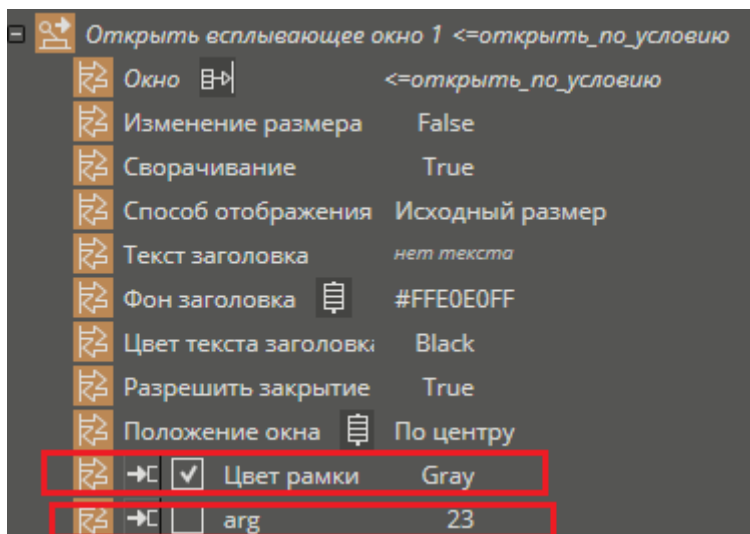 Открыть всплывающее окно 1 <=открыть_по_условию
Окно <=открыть_по_условию
Изменение размера False
Сворачивание True
Способ отображения Исходный размер
Текст заголовка нет текста
Фон заголовка #FFE0E0FF
Цвет текста заголовка Black
Разрешить закрытие True
Положение окна По центру
Цвет рамки Gray
arg 23